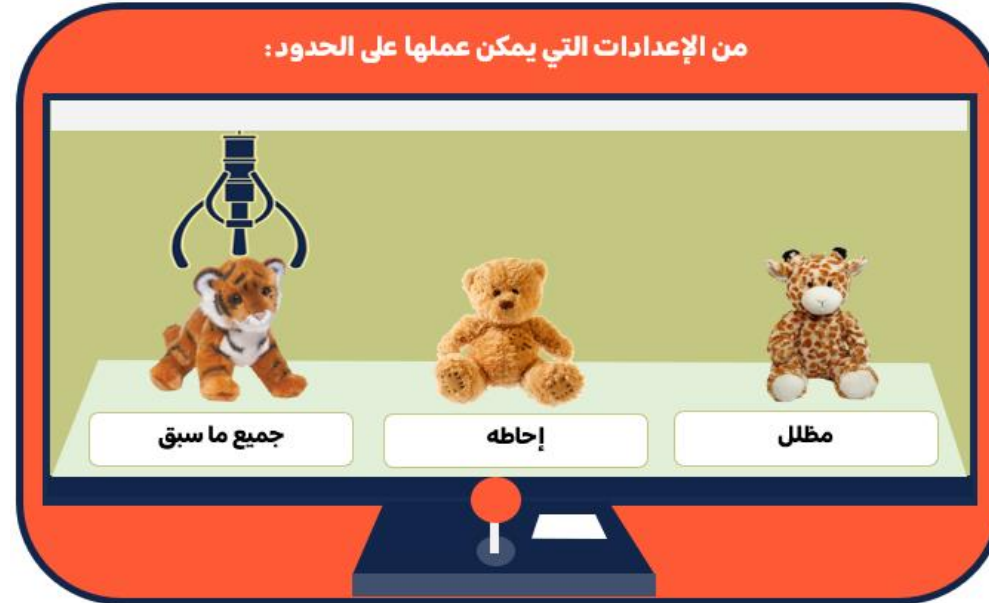 من الإعدادات التي يمكن عملها على الحدود:
مظلل
إحاطه
جميع ما سبق